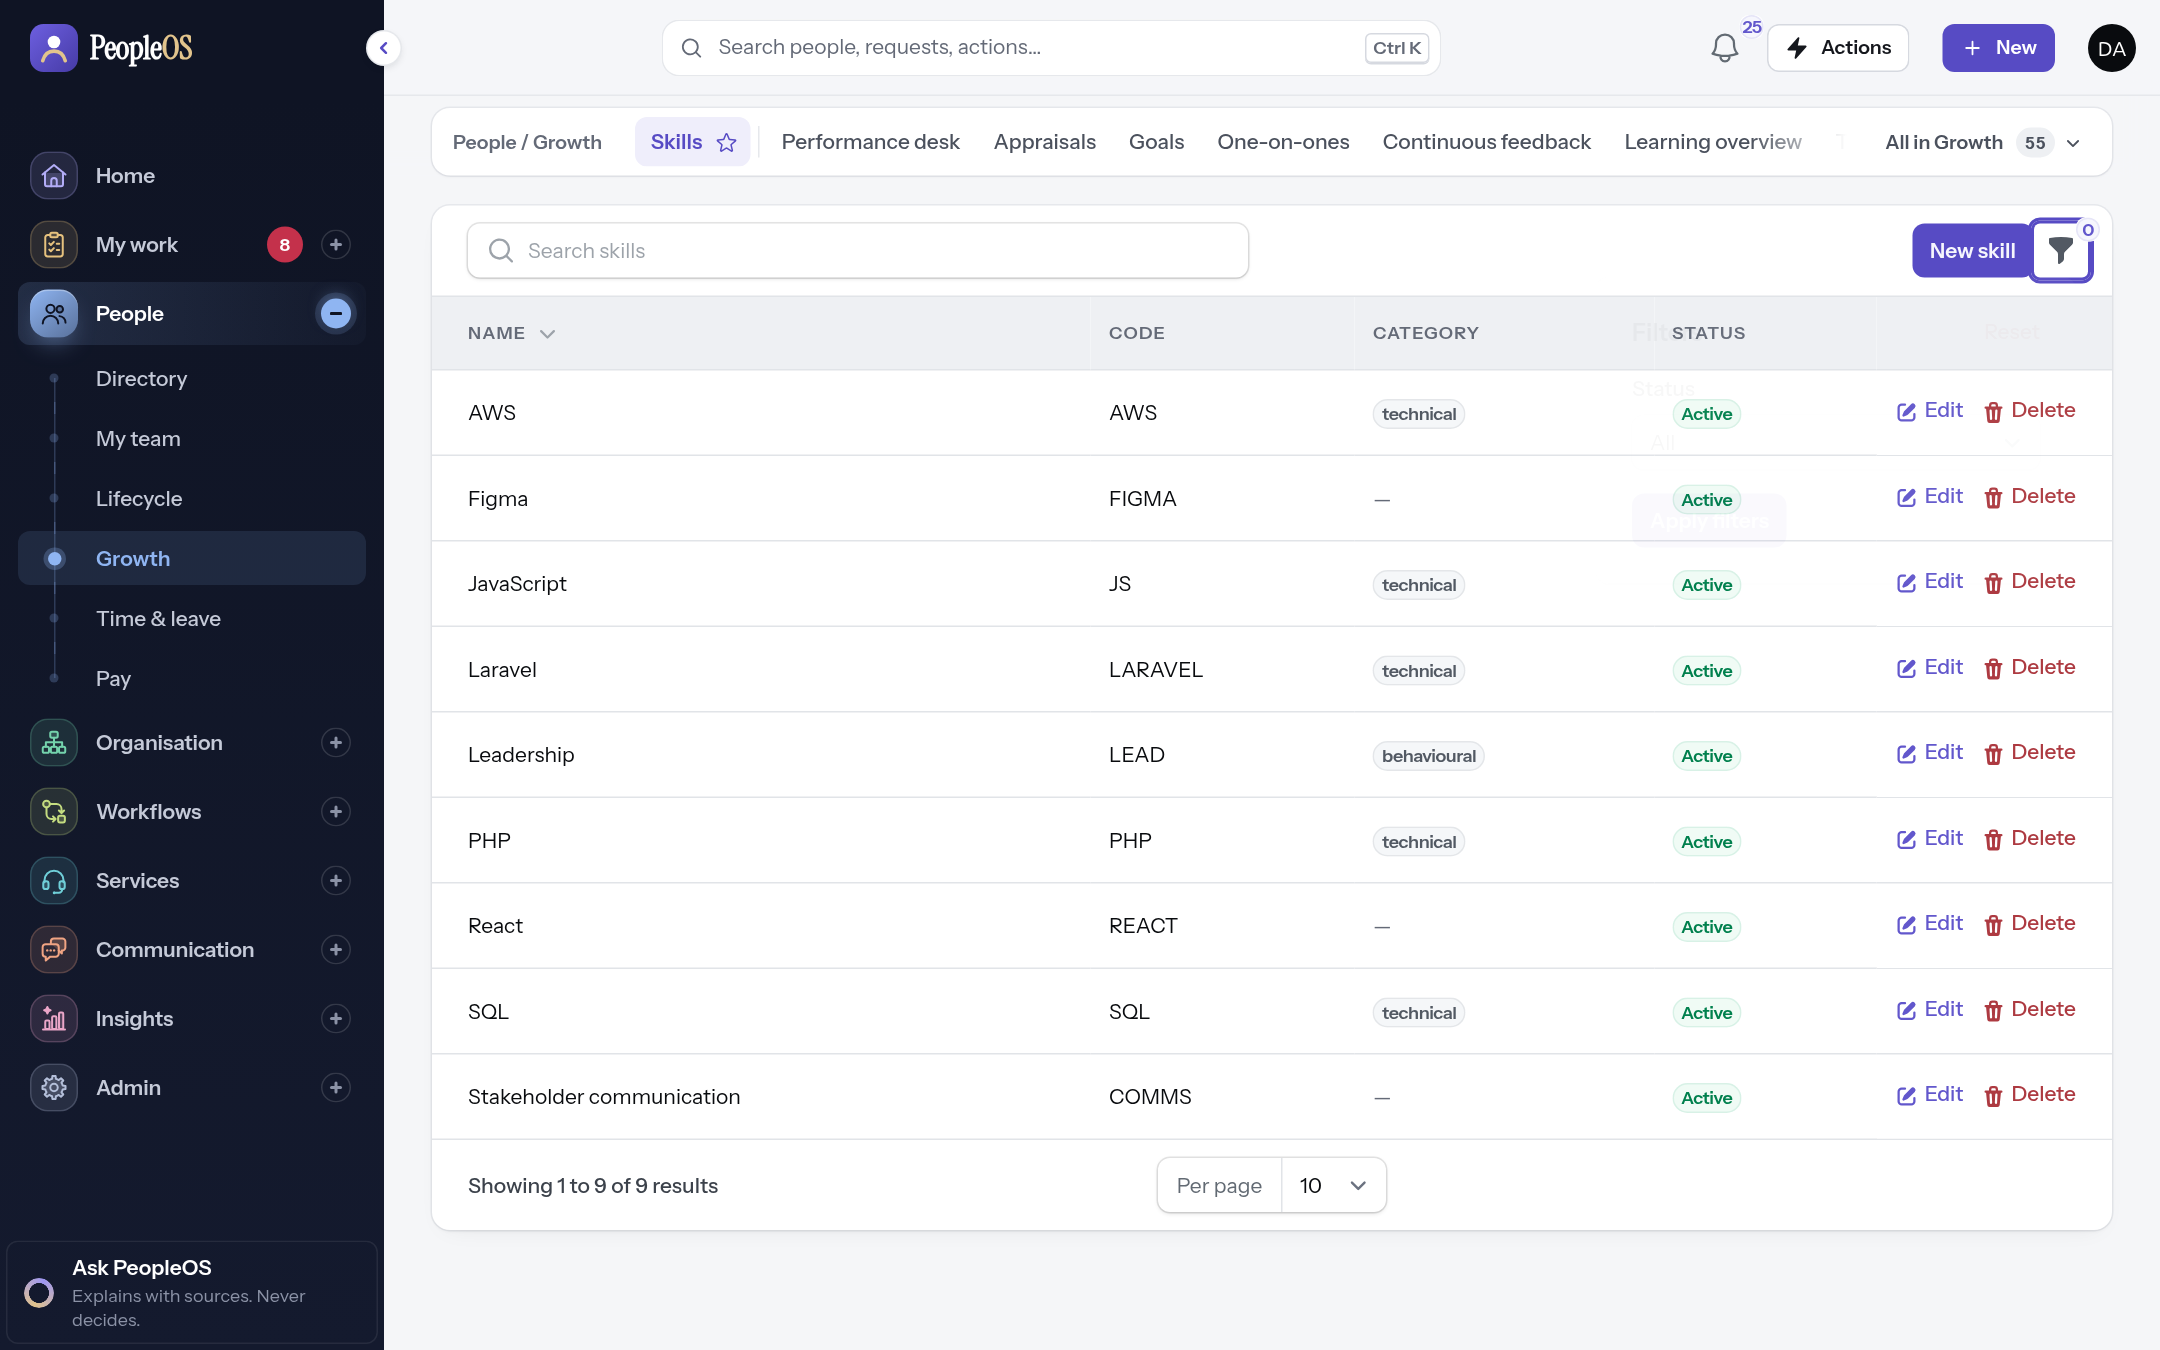 PeopleOS
Search people, requests, actions...
Ctrl K
25
Actions
New
DA
Home
My work
8
People
Directory
My team
Lifecycle
Growth
Time & leave
Pay
Organisation
Workflows
Services
Communication
Insights
Admin
Ask PeopleOS
Explains with sources. Never
decides.
People / Growth
Skills
Performance desk
Appraisals
Goals
One-on-ones
Continuous feedback
Learning overview
All in Growth
55
Search skills
New skill
0
NAME CODE CATEGORY STATUS
Reset
Status
All
Apply filters
AWS AWS technical Active Edit Delete
Figma FIGMA — Active Edit Delete
JavaScript JS technical Active Edit Delete
Laravel LARAVEL technical Active Edit Delete
Leadership LEAD behavioural Active Edit Delete
PHP PHP technical Active Edit Delete
React REACT — Active Edit Delete
SQL SQL technical Active Edit Delete
Stakeholder communication COMMS — Active Edit Delete
Showing 1 to 9 of 9 results
Per page 10